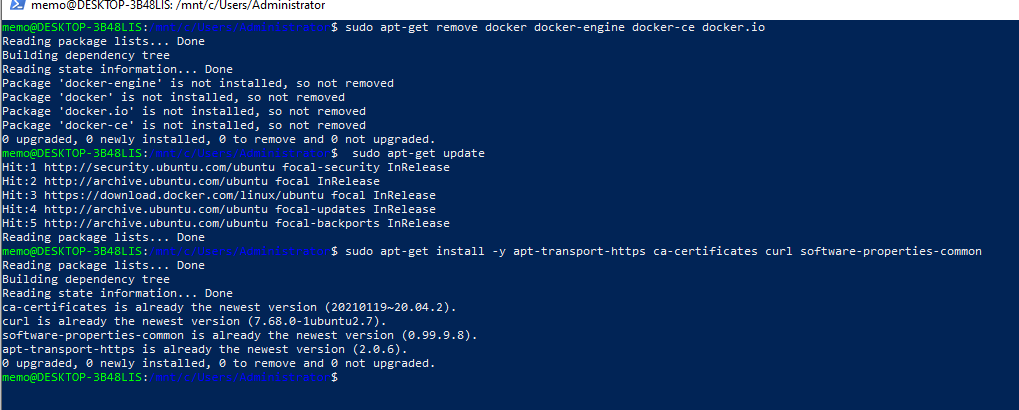 memo@DESKTOP-3B48LIS: /mnt/c/Users/Administrator
memo@DESKTOP-3B48LIS:/mnt/c/Users/Administrator$ sudo apt-get remove docker docker-engine docker-ce docker.io
Reading package lists... Done
Building dependency tree
Reading state information... Done
Package 'docker-engine' is not installed, so not removed
Package 'docker' is not installed, so not removed
Package 'docker.io' is not installed, so not removed
Package 'docker-ce' is not installed, so not removed
0 upgraded, 0 newly installed, 0 to remove and 0 not upgraded.
memo@DESKTOP-3B48LIS:/mnt/c/Users/Administrator$  sudo apt-get update
Hit:1 http://security.ubuntu.com/ubuntu focal-security InRelease
Hit:2 http://archive.ubuntu.com/ubuntu focal InRelease
Hit:3 https://download.docker.com/linux/ubuntu focal InRelease
Hit:4 http://archive.ubuntu.com/ubuntu focal-updates InRelease
Hit:5 http://archive.ubuntu.com/ubuntu focal-backports InRelease
Reading package lists... Done
memo@DESKTOP-3B48LIS:/mnt/c/Users/Administrator$ sudo apt-get install -y apt-transport-https ca-certificates curl software-properties-common
Reading package lists... Done
Building dependency tree
Reading state information... Done
ca-certificates is already the newest version (20210119~20.04.2).
curl is already the newest version (7.68.0-1ubuntu2.7).
software-properties-common is already the newest version (0.99.9.8).
apt-transport-https is already the newest version (2.0.6).
0 upgraded, 0 newly installed, 0 to remove and 0 not upgraded.
memo@DESKTOP-3B48LIS:/mnt/c/Users/Administrator$